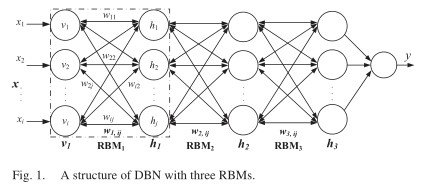 x1 v1 w11 h1
w22
x2 v2 h2 y
x w2j wi2
xi vi wij hj
w1,ij w2,ij w3,ij
v1 RBM1 h1 RBM2 h2 RBM3 h3
Fig. 1. A structure of DBN with three RBMs.